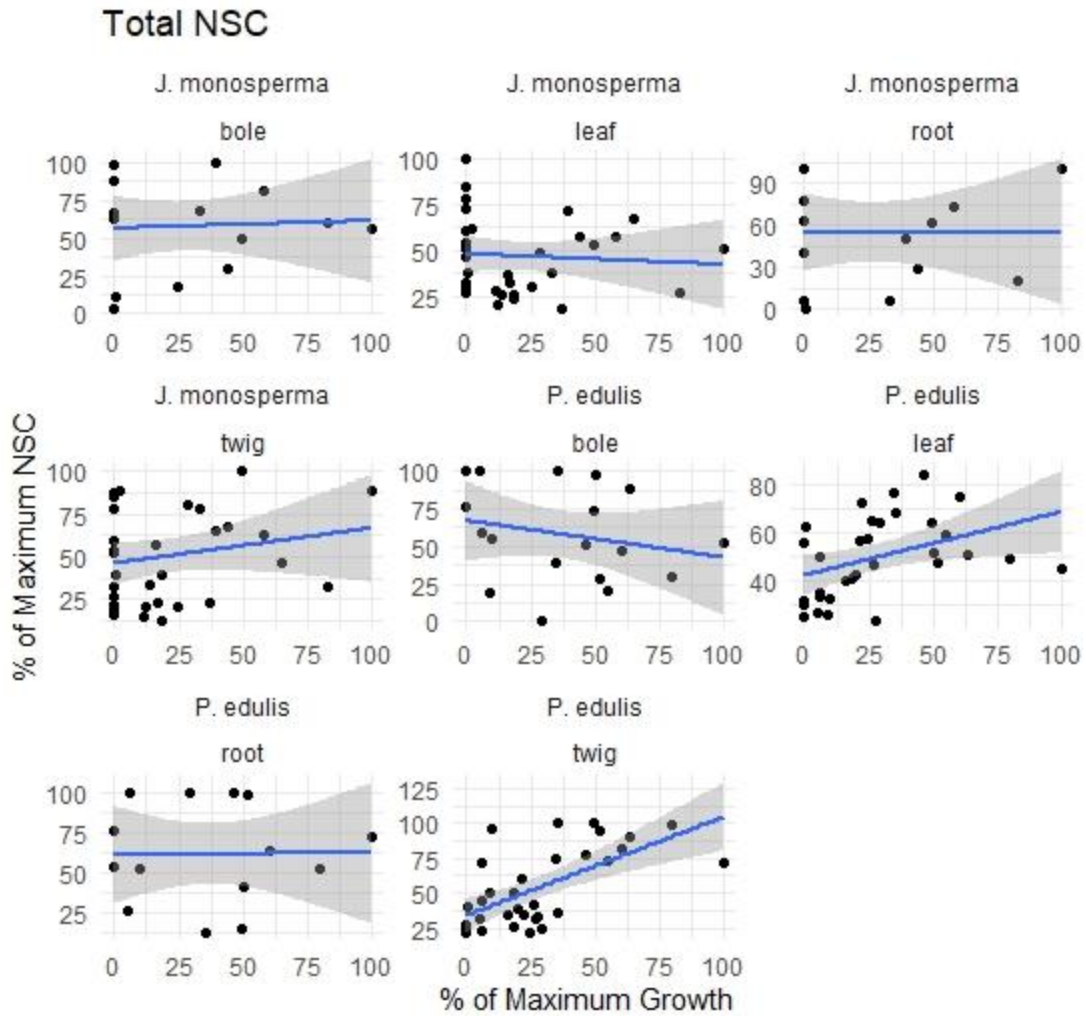 Total NSC
J. monosperma J. monosperma J. monosperma
bole leaf root
100
75
50
25
0
0 25 50 75 100
100
75
50
25
0 25 50 75 100
90
60
30
0
0 25 50 75 100
J. monosperma P. edulis P. edulis
twig bole leaf
100
75
50
25
0 25 50 75 100
100
75
50
25
0
0 25 50 75 100
80
60
40
0 25 50 75 100
% of Maximum NSC
P. edulis P. edulis
root twig
100
75
50
25
0 25 50 75 100
125
100
75
50
25
0 25 50 75 100
% of Maximum Growth